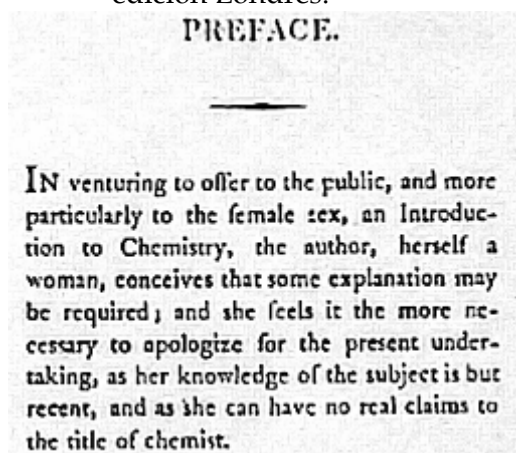 edición Londres.
PREFACE.
IN venturing to offer to the public, and more
particularly to the female sex, an Introduc-
tion to Chemistry, the author, herself a
woman, conceives that some explanation may
be required; and she feels it the more ne-
cessary to apologize for the present under-
taking, as her knowledge of the subject is but
recent, and as she can have no real claims to
the title of chemist.